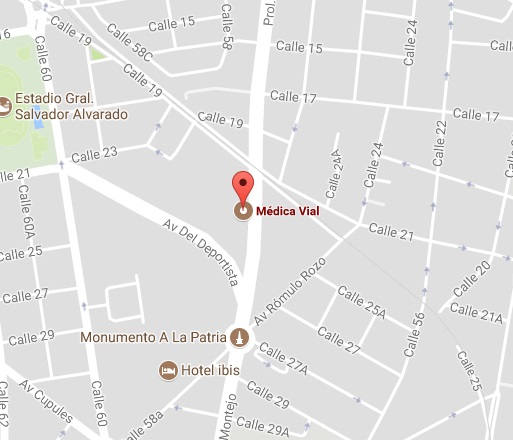 16
Calle 60
Calle 19
Calle 58C
Calle 15
Calle 58
Prol.
Calle 15
Calle 24
Calle 19
Calle 17
Calle 17
Estadio Gral.
Salvador Alvarado
Calle 19
Calle 22
Calle 23
Calle 24A
Calle 24
Calle 21
Calle 60A
Médica Vial
Av Del Deportista
Calle 21
Calle 25
Calle 20
Av Rómulo Rozo
Calle 27
Calle 25A
Calle 21A
Calle 56
Calle 29
Monumento A La Patria
Calle 27
Hotel ibis
Calle 27A
Calle 25
Av Cupules
Calle 62
Calle 60
Calle 58a
Montejo
Calle 29
Calle 29A